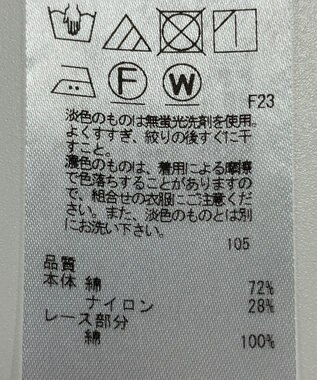 F W
F23
淡色のものは無蛍光洗剤を使用。
よくすすぎ、絞りの後すぐに干
すこと。
濃色のものは、着用による摩擦
で色落ちすることがありますの
で、組合せの衣服にご注意くだ
さい。また、淡色のものとは別
にお洗い下さい。
105
品質
本体 綿 72%
ナイロン 28%
レース部分
綿 100%